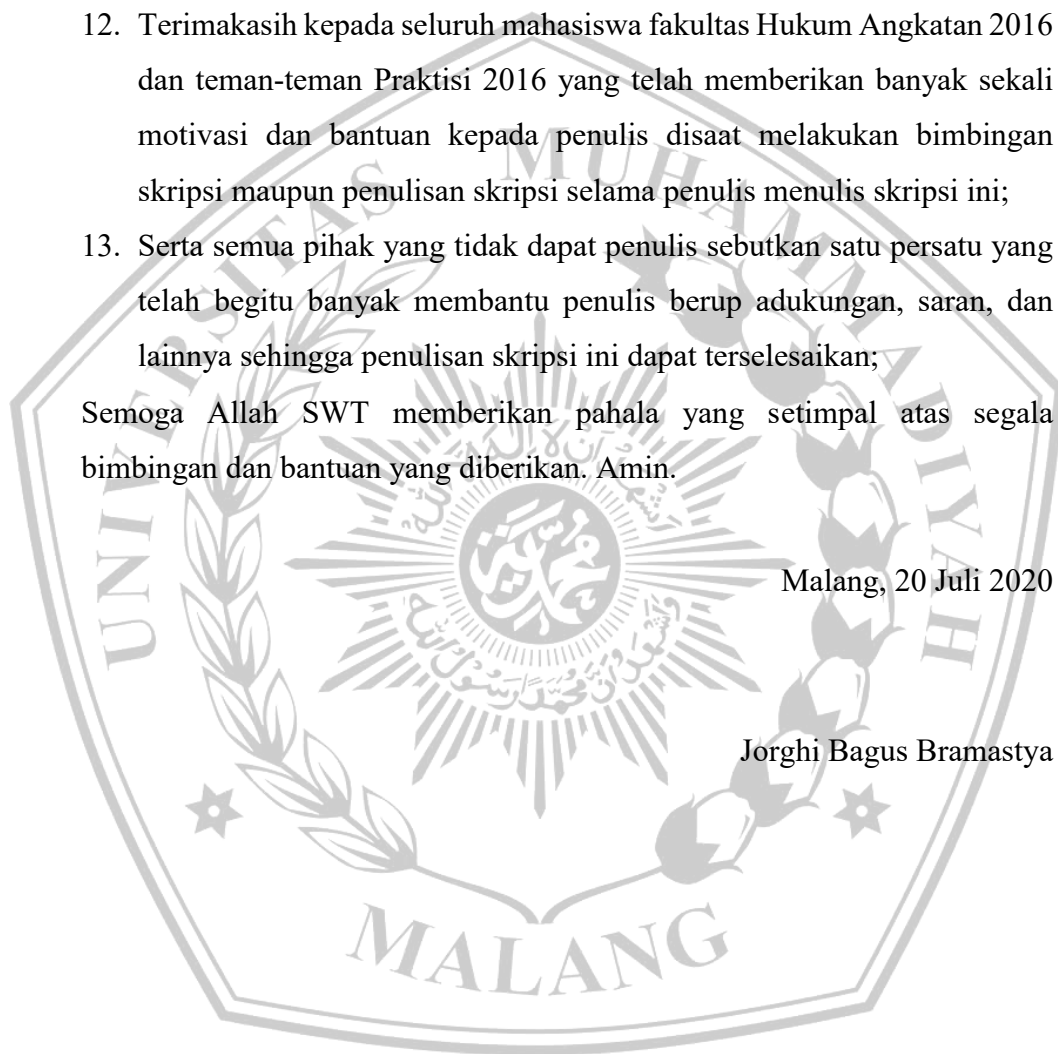 12. Terimakasih kepada seluruh mahasiswa fakultas Hukum Angkatan 2016
dan teman-teman Praktisi 2016 yang telah memberikan banyak sekali
motivasi dan bantuan kepada penulis disaat melakukan bimbingan
skripsi maupun penulisan skripsi selama penulis menulis skripsi ini;
13. Serta semua pihak yang tidak dapat penulis sebutkan satu persatu yang
telah begitu banyak membantu penulis berup adukungan, saran, dan
lainnya sehingga penulisan skripsi ini dapat terselesaikan;
Semoga Allah SWT memberikan pahala yang setimpal atas segala
bimbingan dan bantuan yang diberikan. Amin.
Malang, 20 Juli 2020
Jorghi Bagus Bramastya
UNIVERSITAS MUHAMMADIYAH
MALANG